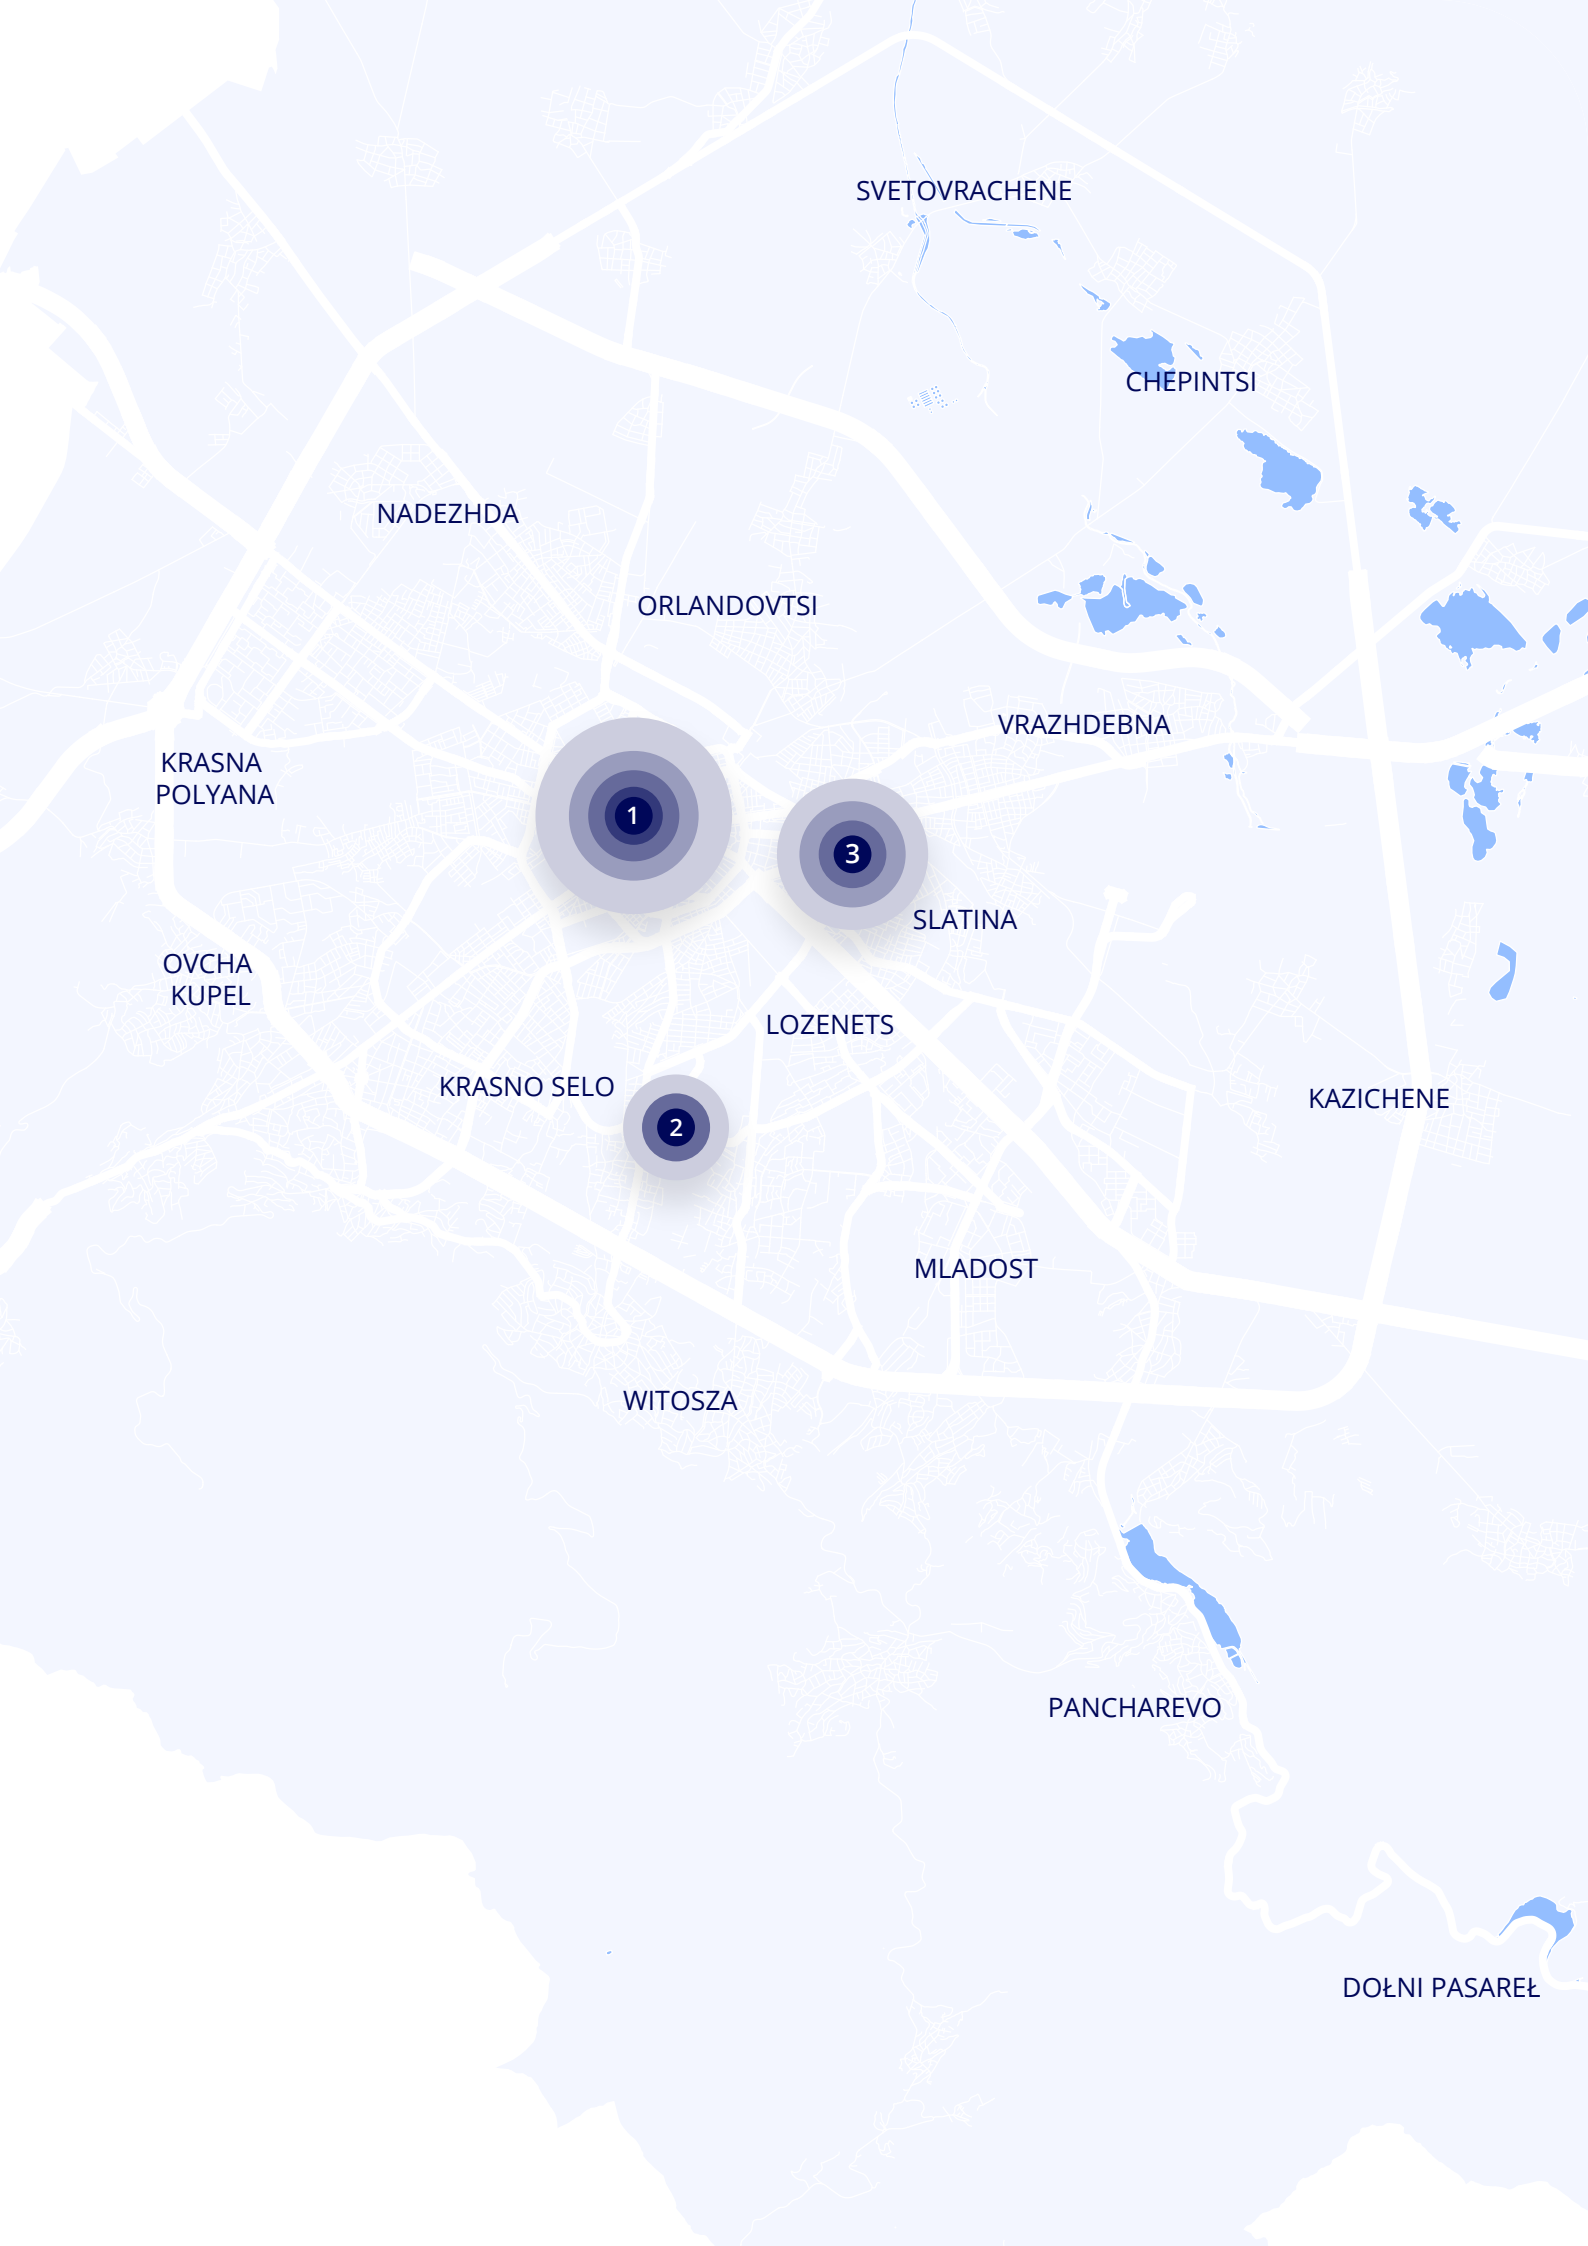 SVETOVRACHENE
CHEPINTSI
NADEZHDA
ORLANDOVTSI
VRAZHDEBNA
KRASNA
POLYANA
1
3
SLATINA
OVCHA
KUPEL
LOZENETS
KRASNO SELO
KAZICHENE
2
MLADOST
WITOSZA
PANCHAREVO
DOŁNI PASAREŁ